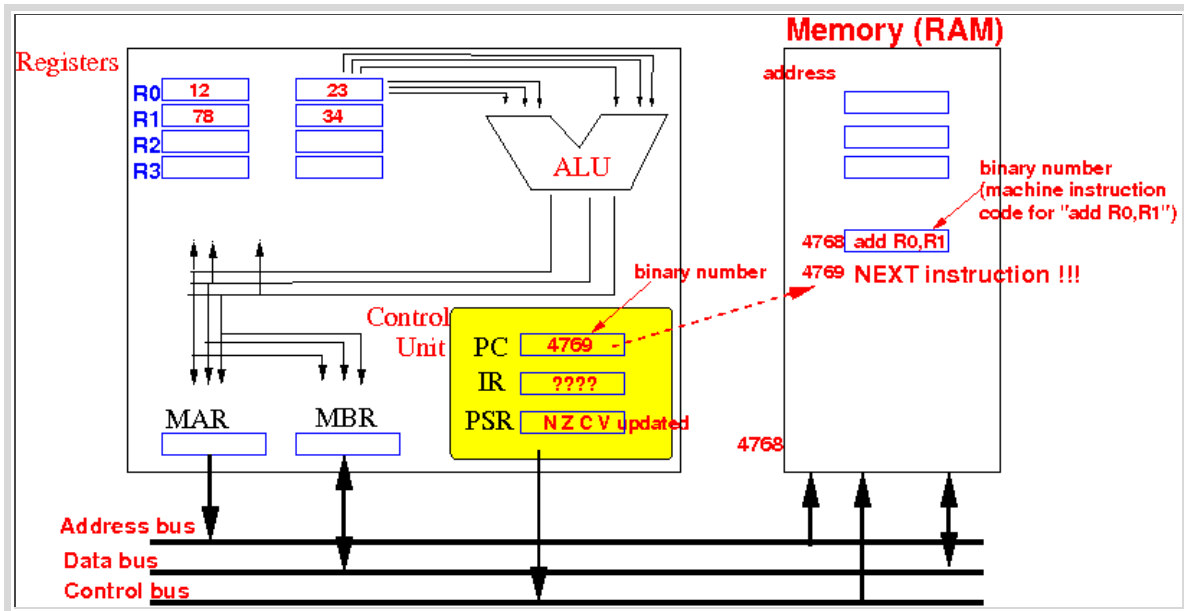 Memory (RAM)
Registers
address
R0 12 23
R1 78 34
R2
R3
ALU
binary number
(machine instruction
code for "add R0,R1")
4768 add R0,R1
4769 NEXT instruction !!!
binary number
Control
Unit
PC 4769
IR ????
PSR N Z C V updated
MAR
MBR
4768
Address bus
Data bus
Control bus